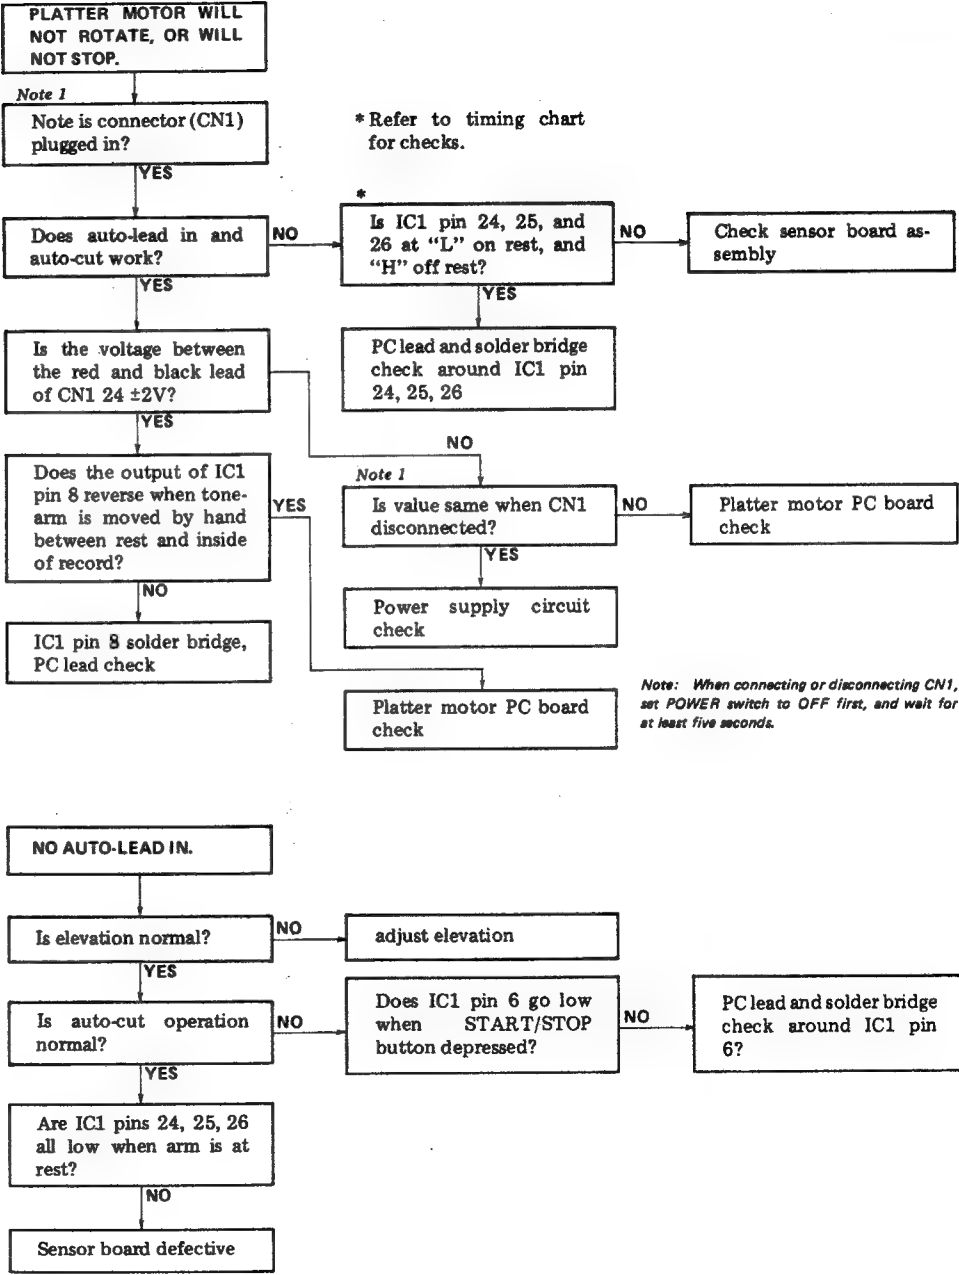 PLATTER MOTOR WILL
NOT ROTATE, OR WILL
NOT STOP.
Note 1
Note is connector (CN1)
plugged in?
YES
* Refer to timing chart
for checks.
Does auto-lead in and
auto-cut work?
NO
*
Is IC1 pin 24, 25, and
26 at “L” on rest, and
“H” off rest?
NO
Check sensor board as-
sembly
YES
YES
Is the voltage between
the red and black lead
of CN1 24 ±2V?
PC lead and solder bridge
check around IC1 pin
24, 25, 26
YES
NO
Does the output of IC1
pin 8 reverse when tone-
arm is moved by hand
between rest and inside
of record?
YES
Note 1
Is value same when CN1
disconnected?
NO
Platter motor PC board
check
YES
NO
Power supply circuit
check
IC1 pin 8 solder bridge,
PC lead check
Platter motor PC board
check
Note: When connecting or disconnecting CN1,
set POWER switch to OFF first, and wait for
at least five seconds.
NO AUTO-LEAD IN.
Is elevation normal?
NO
adjust elevation
YES
Is auto-cut operation
normal?
NO
Does IC1 pin 6 go low
when START/STOP
button depressed?
NO
PC lead and solder bridge
check around IC1 pin
6?
YES
Are IC1 pins 24, 25, 26
all low when arm is at
rest?
NO
Sensor board defective